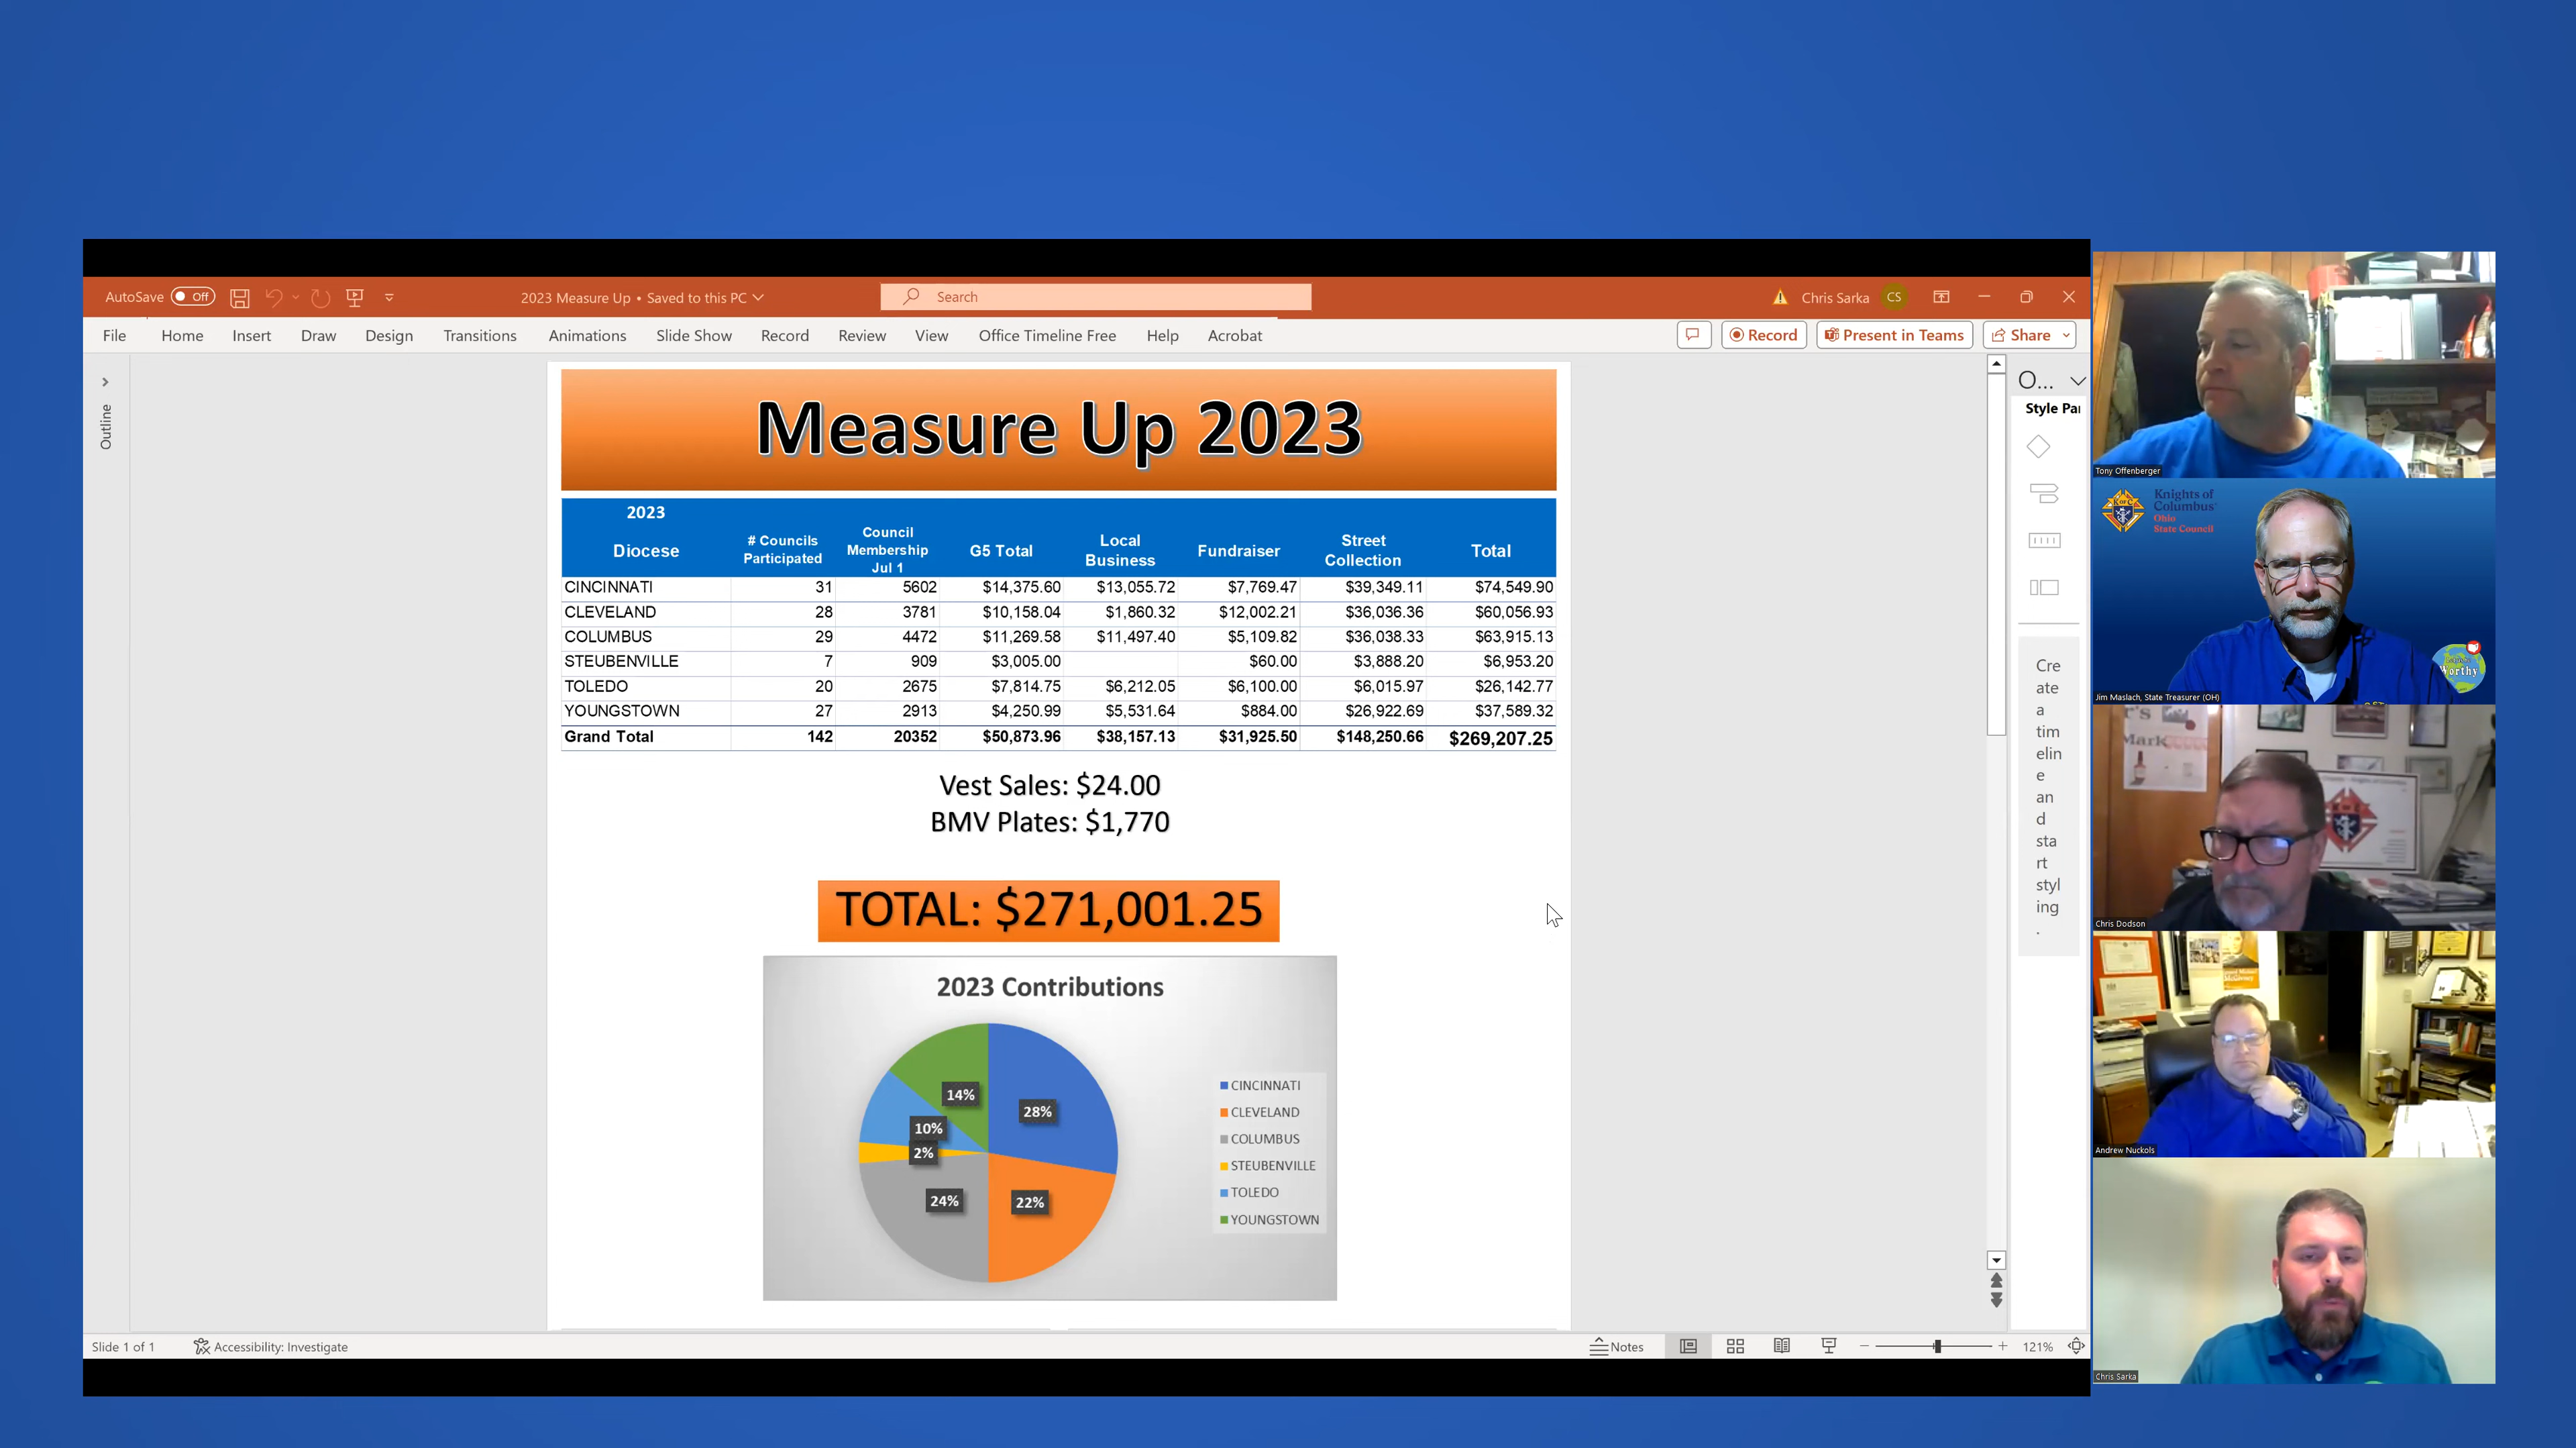 AutoSave Off
2023 Measure Up • Saved to this PC
Search
Chris Sarka CS
File Home Insert Draw Design Transitions Animations Slide Show Record Review View Office Timeline Free Help Acrobat
Record Present in Teams Share
Outline
Measure Up 2023
2023
Diocese # Councils Participated Council Membership Jul 1 G5 Total Local Business Fundraiser Street Collection Total
CINCINNATI 31 5602 $14,375.60 $13,055.72 $7,769.47 $39,349.11 $74,549.90
CLEVELAND 28 3781 $10,158.04 $1,860.32 $12,002.21 $36,036.36 $60,056.93
COLUMBUS 29 4472 $11,269.58 $11,497.40 $5,109.82 $36,038.33 $63,915.13
STEUBENVILLE 7 909 $3,005.00 $60.00 $3,888.20 $6,953.20
TOLEDO 20 2675 $7,814.75 $6,212.05 $6,100.00 $6,015.97 $26,142.77
YOUNGSTOWN 27 2913 $4,250.99 $5,531.64 $884.00 $26,922.69 $37,589.32
Grand Total 142 20352 $50,873.96 $38,157.13 $31,925.50 $148,250.66 $269,207.25
Vest Sales: $24.00
BMV Plates: $1,770
TOTAL: $271,001.25
2023 Contributions
14%
28%
10%
2%
24%
22%
CINCINNATI
CLEVELAND
COLUMBUS
STEUBENVILLE
TOLEDO
YOUNGSTOWN
O...
Style Pa
Cre
ate
a
tim
elin
e
an
d
sta
rt
styl
ing
.
Slide 1 of 1
Accessibility: Investigate
Notes
121%
Tony Offenberger
Knights of
Columbus
Ohio
State Council
Worthy
Jim Maslach, State Treasurer (OH)
Mark
Chris Dodson
Andrew Nuckols
Chris Sarka